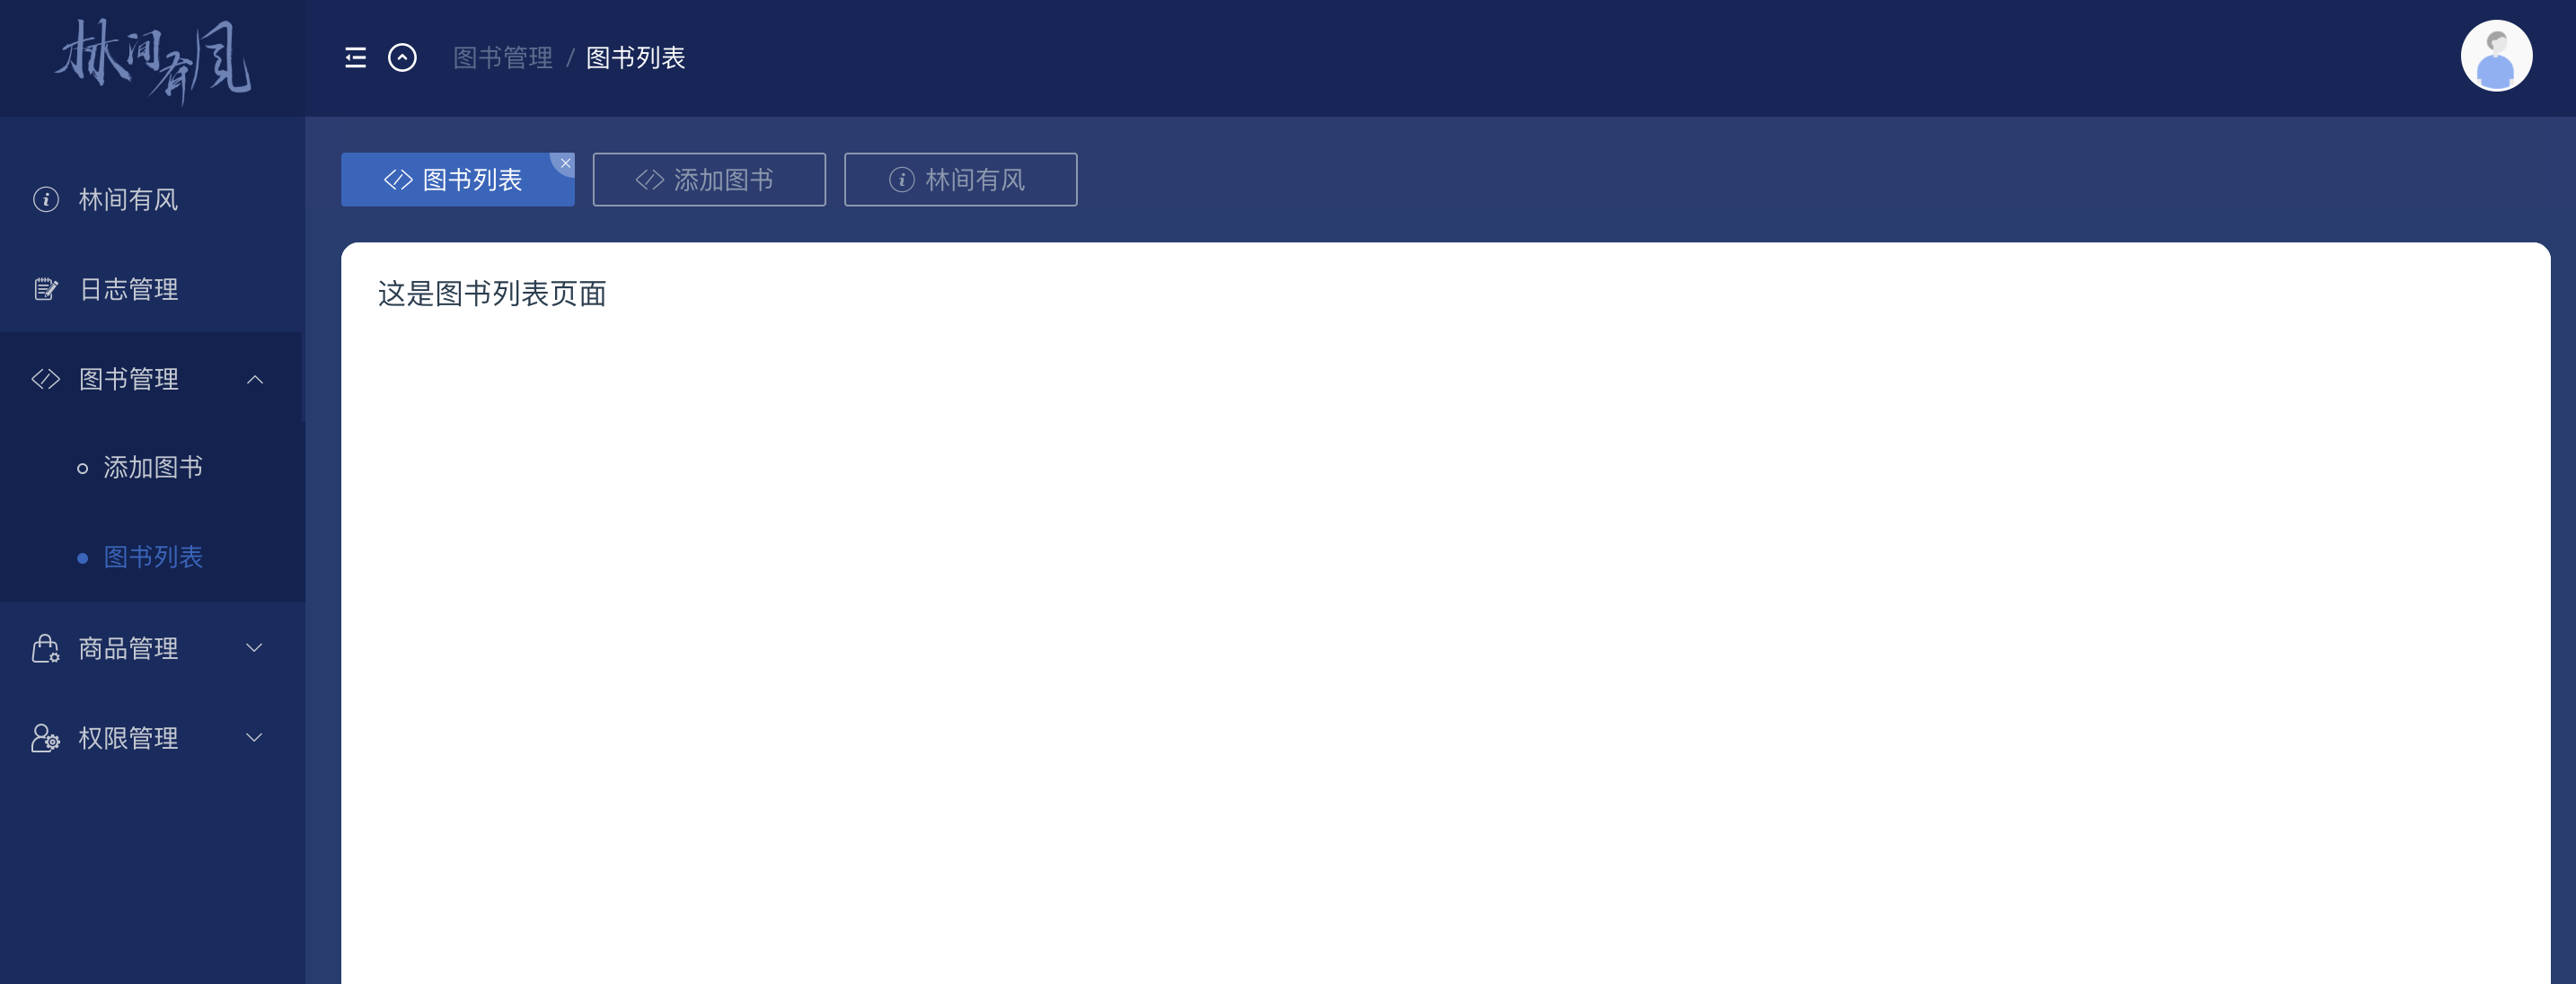 林间有风
图书管理 / 图书列表
林间有风
日志管理
图书管理
添加图书
图书列表
商品管理
权限管理
图书列表
添加图书
林间有风
这是图书列表页面